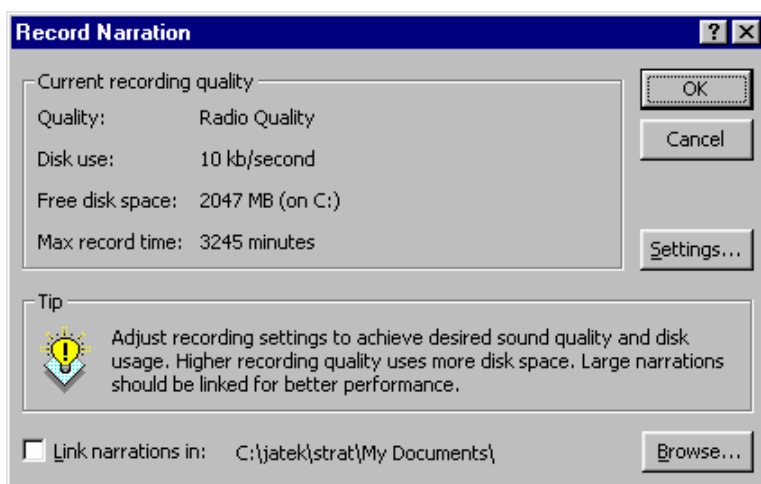 Record Narration
Current recording quality
OK
Quality: Radio Quality
Cancel
Disk use: 10 kb/second
Free disk space: 2047 MB (on C:)
Max record time: 3245 minutes
Settings...
Tip
Adjust recording settings to achieve desired sound quality and disk
usage. Higher recording quality uses more disk space. Large narrations
should be linked for better performance.
Link narrations in: C:\jatek\strat\My Documents\
Browse...